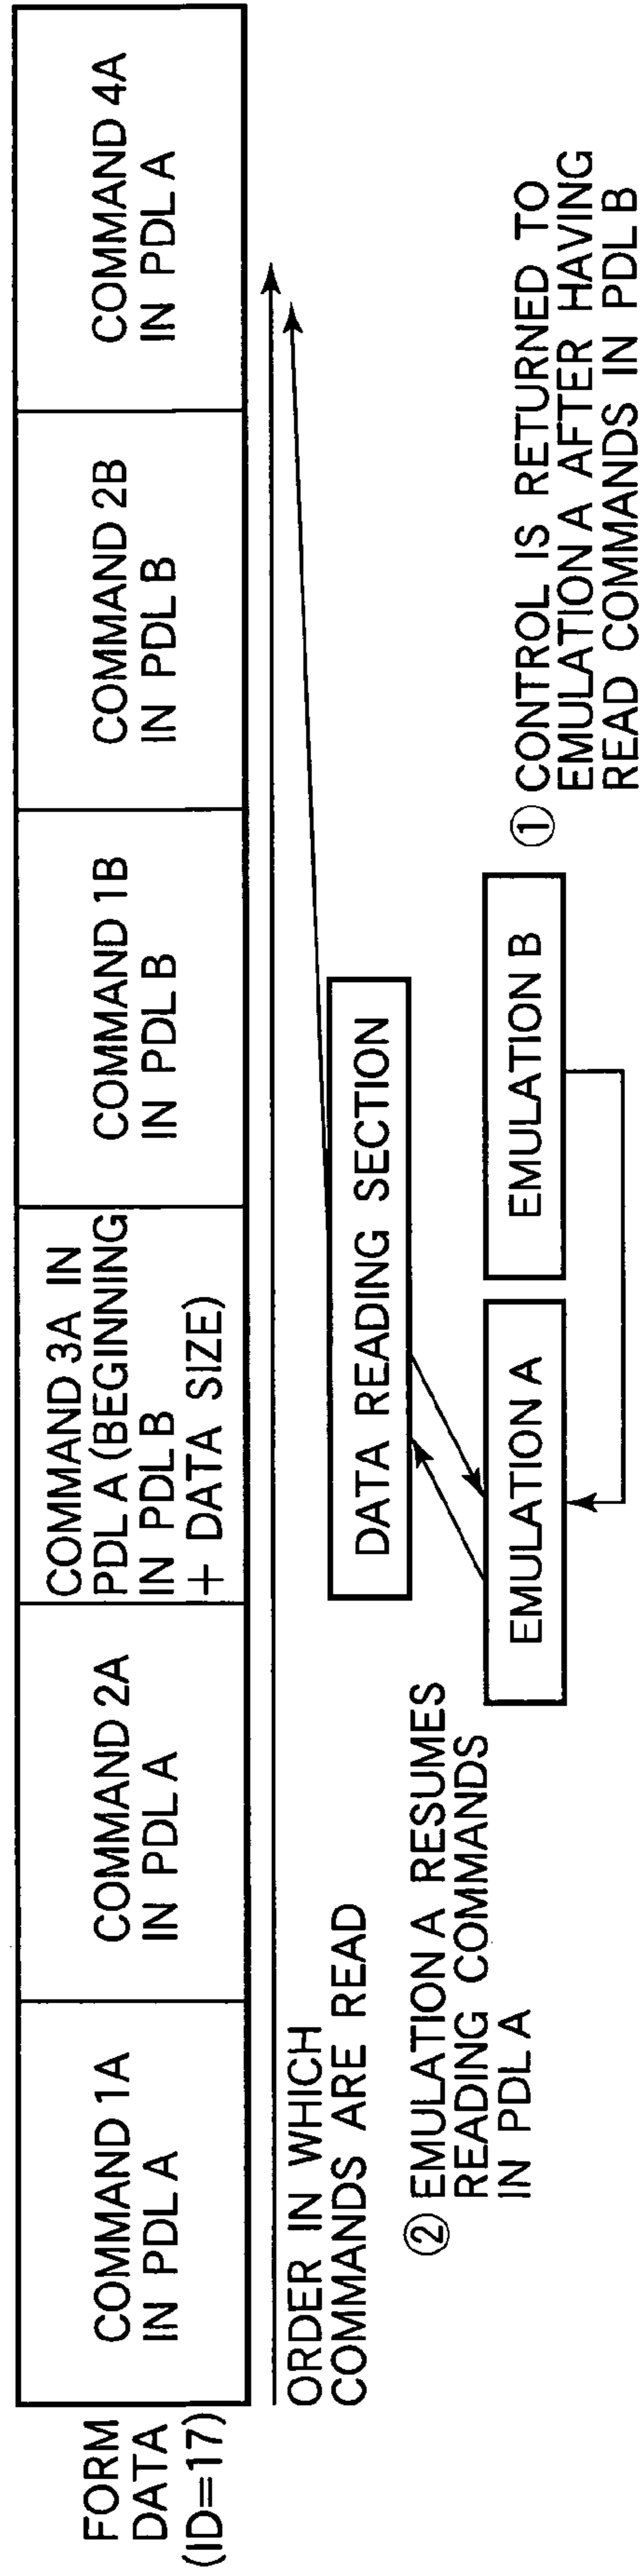 FORM
DATA
(ID=17)
COMMAND 1A
IN PDL A
COMMAND 2A
IN PDL A
COMMAND 3A IN
PDL A (BEGINNING
IN PDL B
+ DATA SIZE)
COMMAND 1B
IN PDL B
COMMAND 2B
IN PDL B
COMMAND 4A
IN PDL A
ORDER IN WHICH
COMMANDS ARE READ
DATA READING SECTION
② EMULATION A RESUMES
READING COMMANDS
IN PDL A
EMULATION A
EMULATION B
① CONTROL IS RETURNED TO
EMULATION A AFTER HAVING
READ COMMANDS IN PDL B